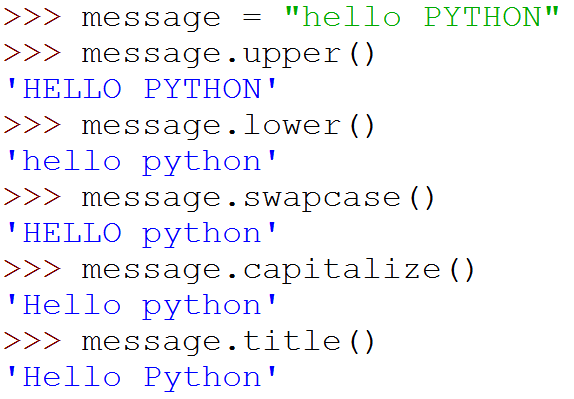 >>> message = "hello PYTHON"
>>> message.upper()
'HELLO PYTHON'
>>> message.lower()
'hello python'
>>> message.swapcase()
'HELLO python'
>>> message.capitalize()
'Hello python'
>>> message.title()
'Hello Python'